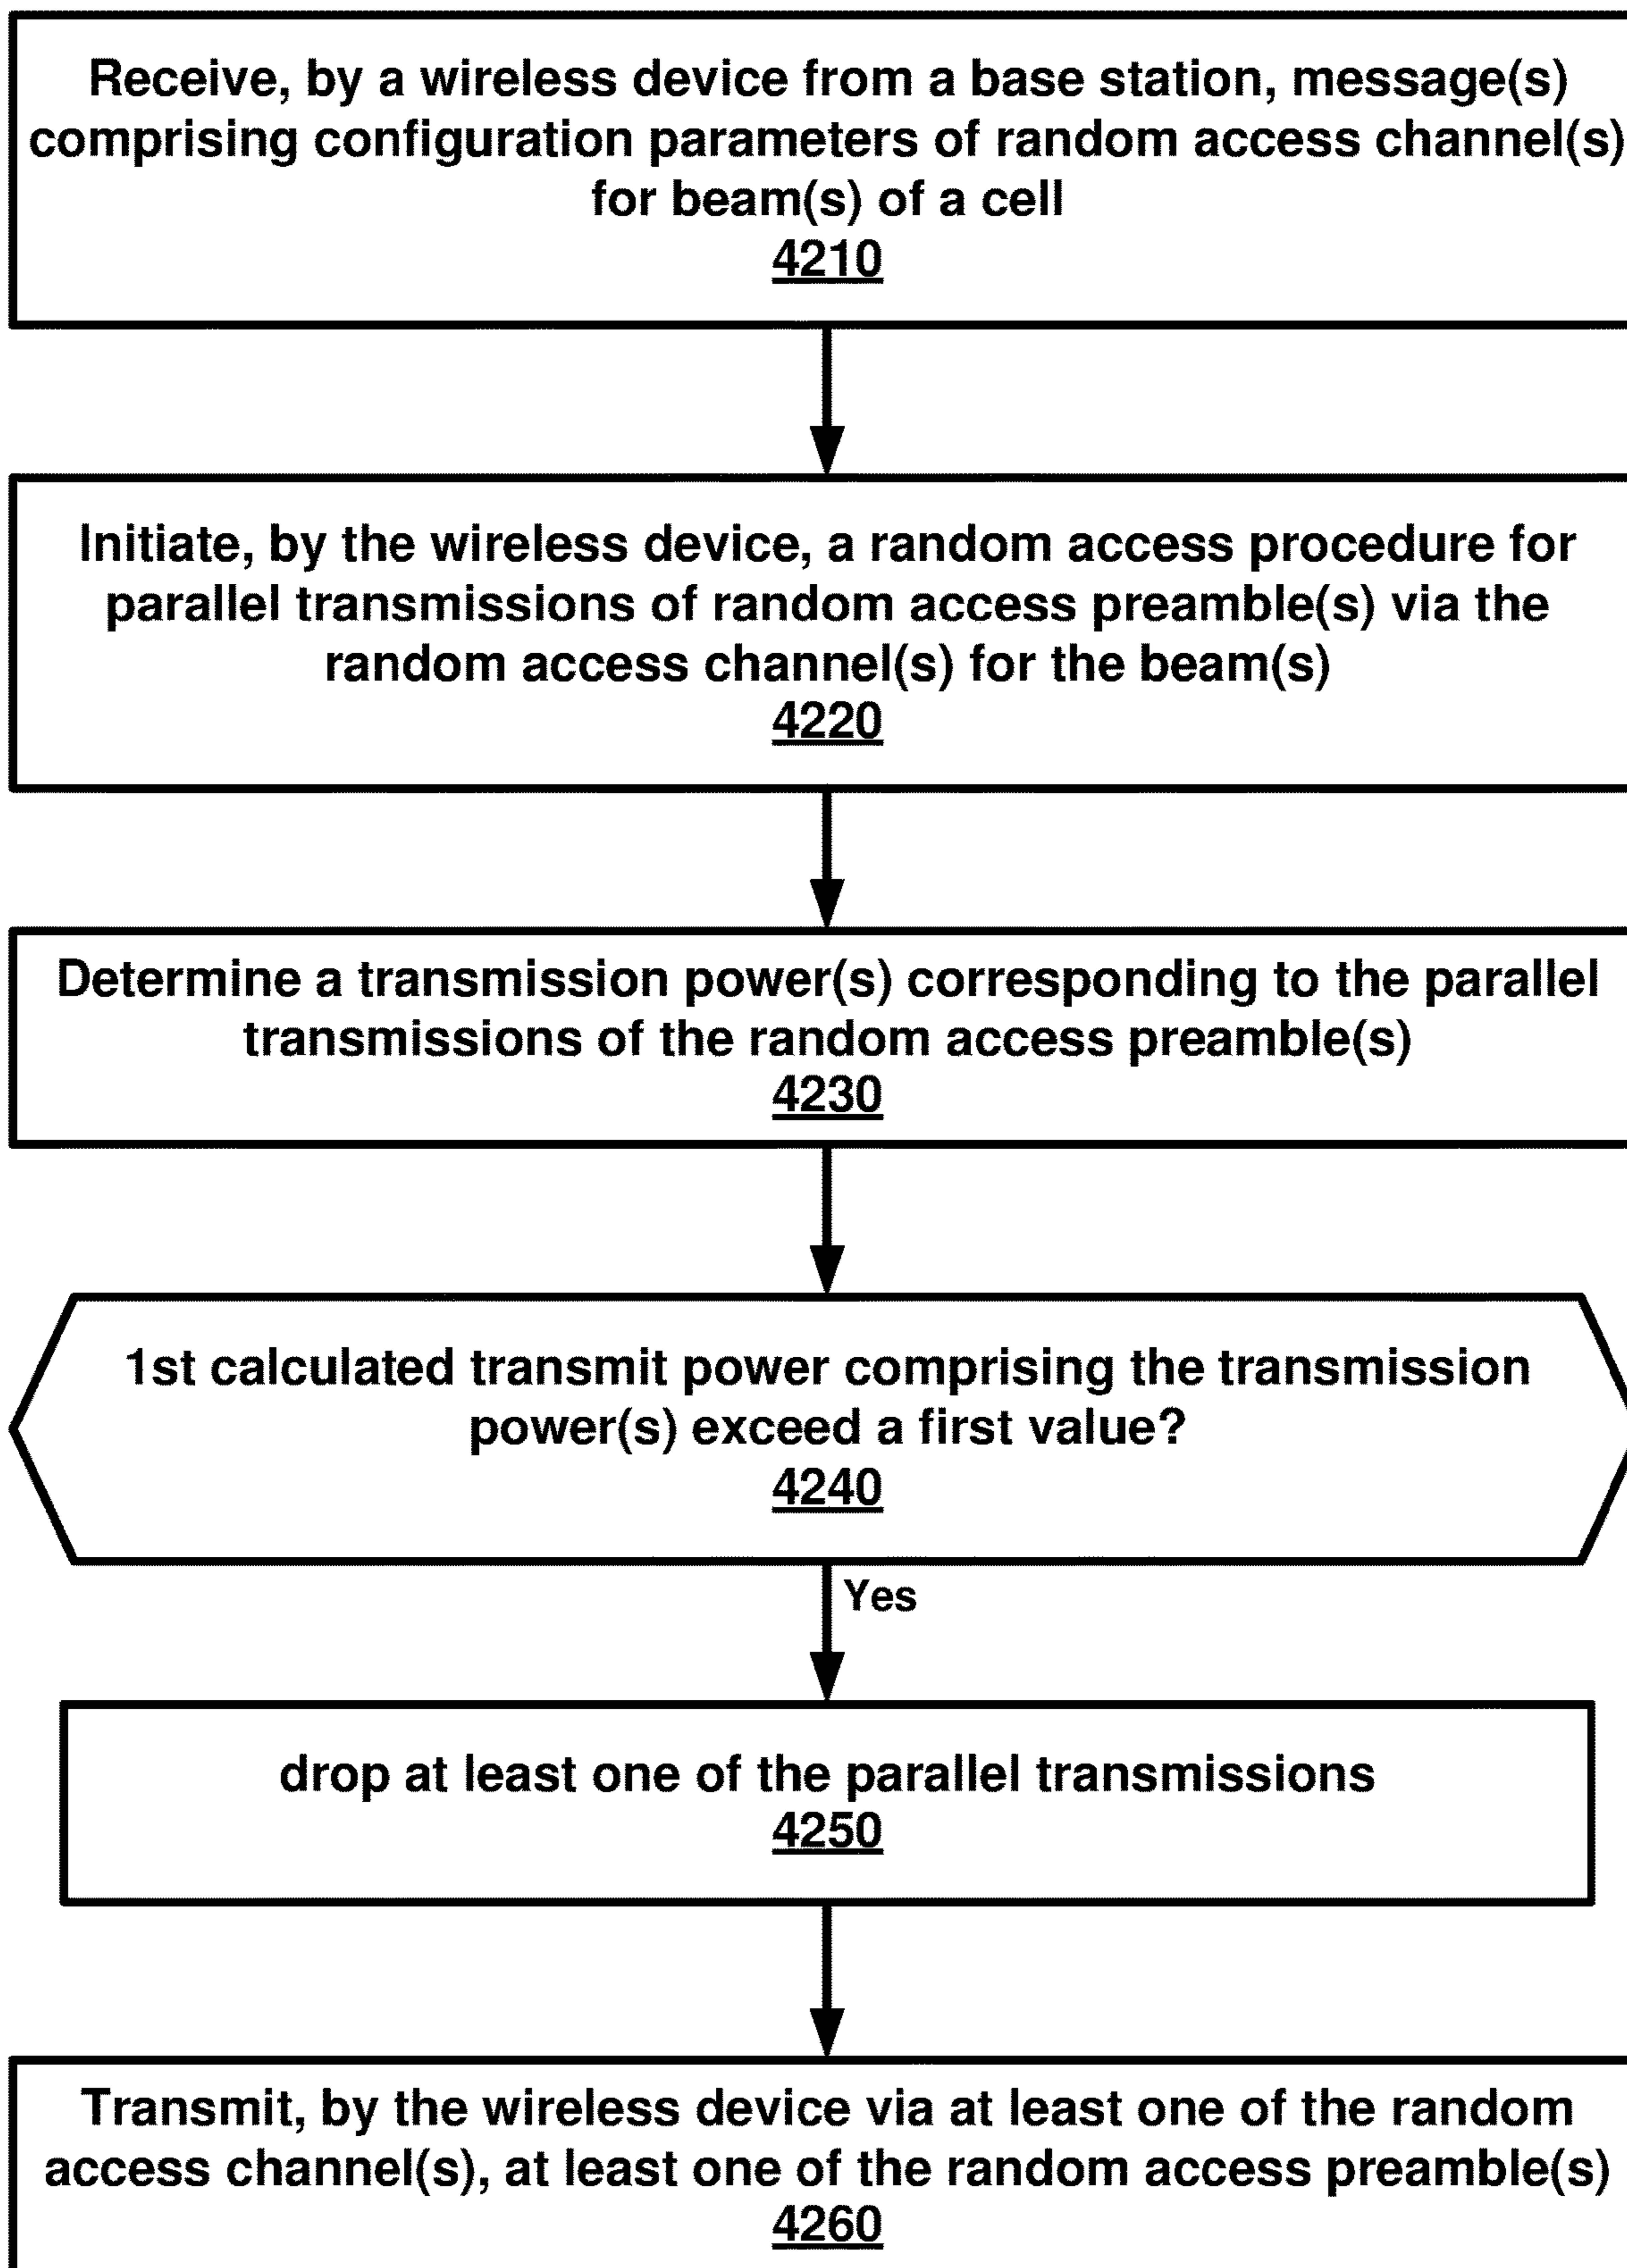 Receive, by a wireless device from a base station, message(s)
comprising configuration parameters of random access channel(s)
for beam(s) of a cell
4210
Initiate, by the wireless device, a random access procedure for
parallel transmissions of random access preamble(s) via the
random access channel(s) for the beam(s)
4220
Determine a transmission power(s) corresponding to the parallel
transmissions of the random access preamble(s)
4230
1st calculated transmit power comprising the transmission
power(s) exceed a first value?
4240
Yes
drop at least one of the parallel transmissions
4250
Transmit, by the wireless device via at least one of the random
access channel(s), at least one of the random access preamble(s)
4260